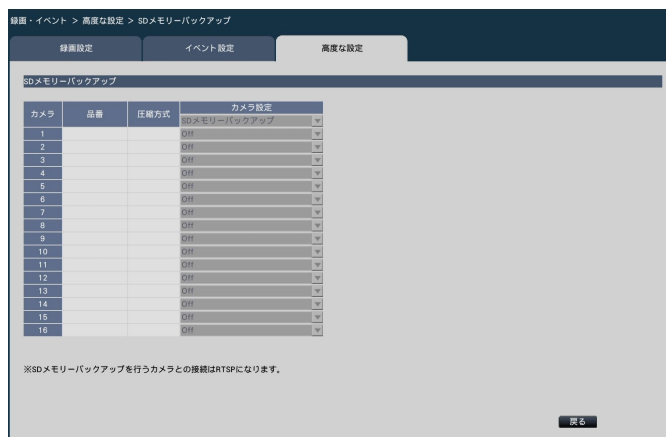 録画・イベント > 高度な設定 > SDメモリーバックアップ
録画設定 イベント設定 高度な設定
SDメモリーバックアップ
カメラ 品番 圧縮方式 カメラ設定
SDメモリーバックアップ
1 Off
2 Off
3 Off
4 Off
5 Off
6 Off
7 Off
8 Off
9 Off
10 Off
11 Off
12 Off
13 Off
14 Off
15 Off
16 Off
※SDメモリーバックアップを行うカメラとの接続はRTSPになります。
戻る